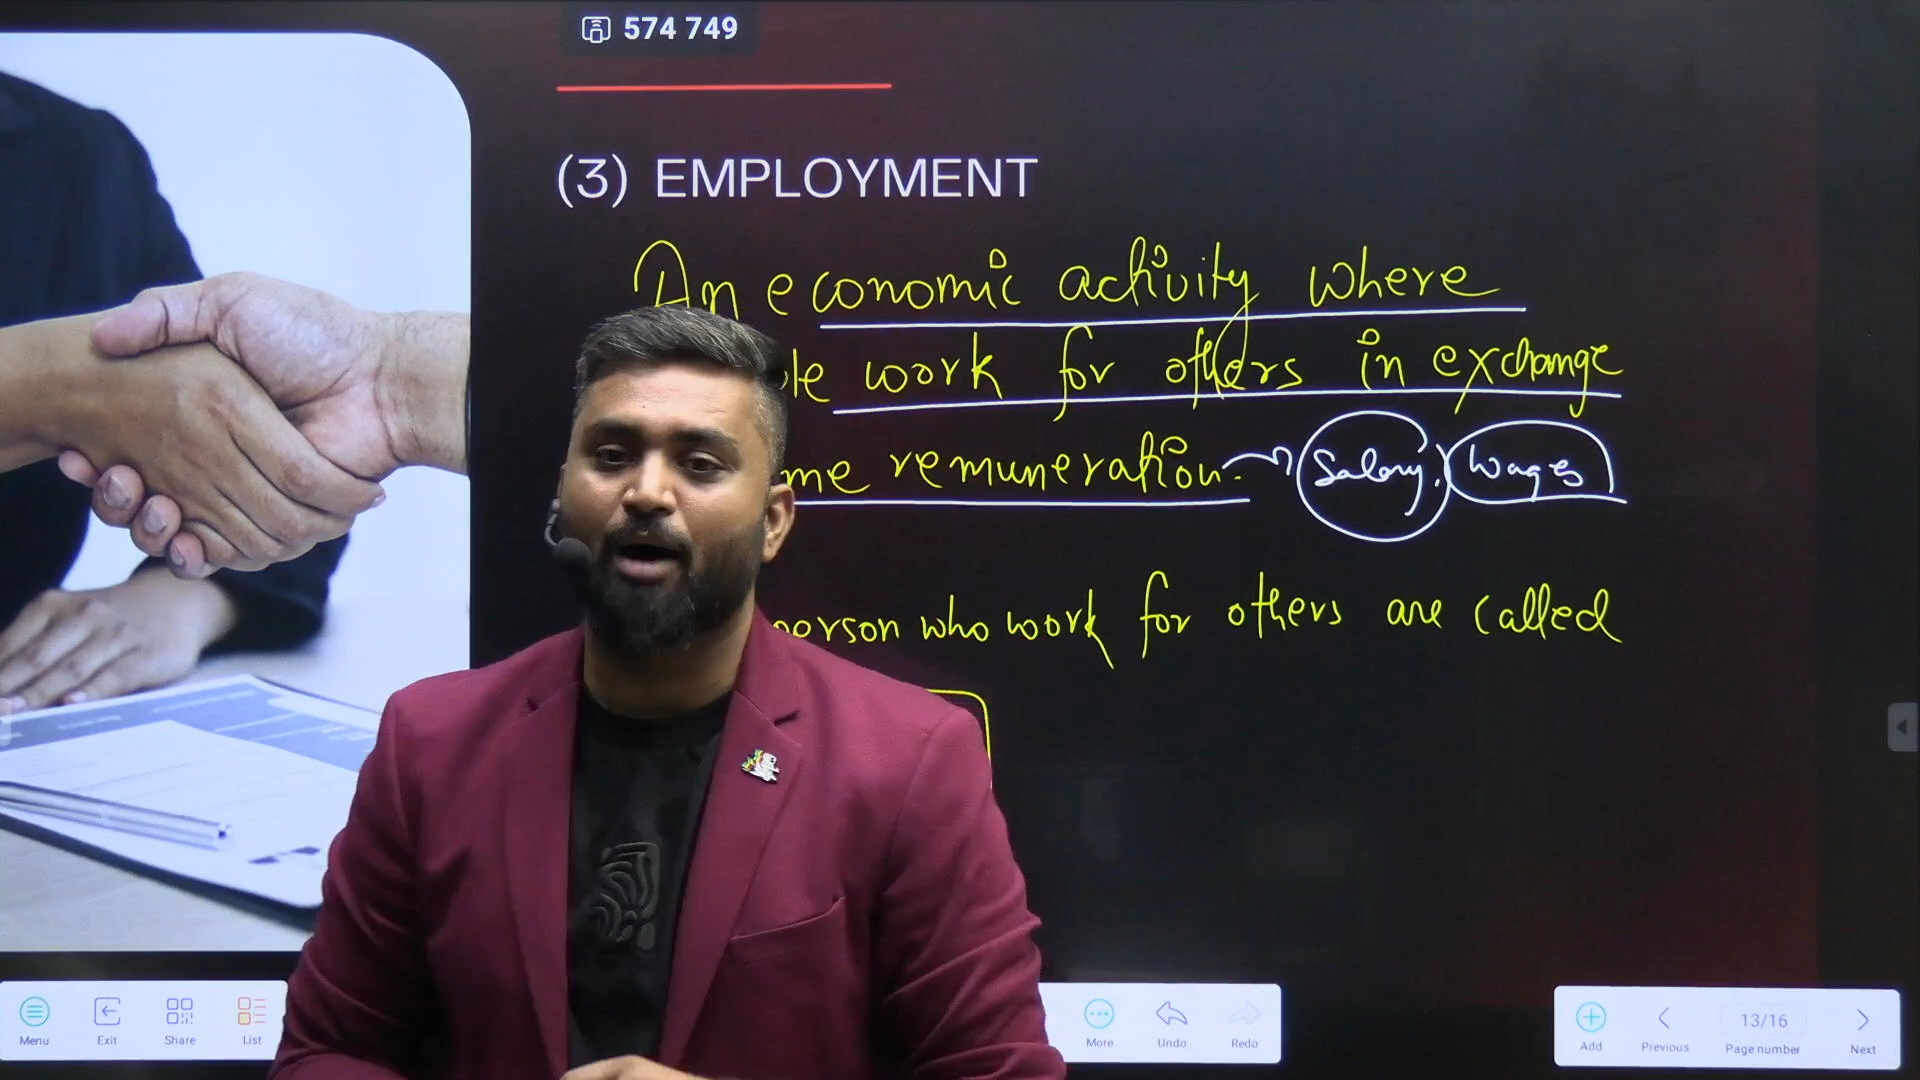 574 749
(3) EMPLOYMENT
An economic activity where
work for others in exchange
remuneration. → Salary, Wages
person who work for others are called
Menu Exit Share List More Undo Redo Add Previous 13/16 Page number Next